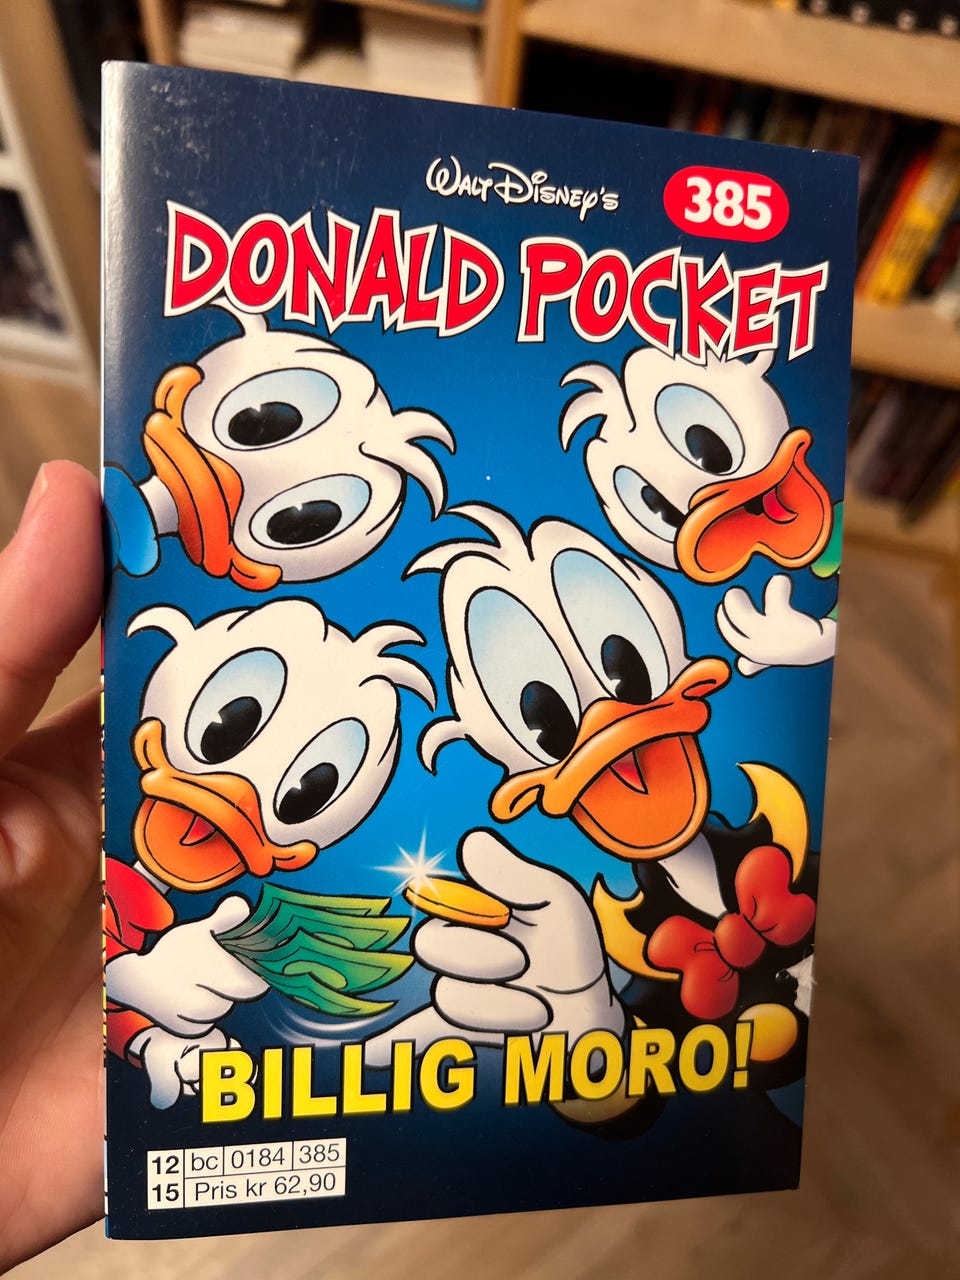 Walt Disney's
385
DONALD POCKET
BILLIG MORO!
12 bc 0184 385
15 Pris kr 62,90